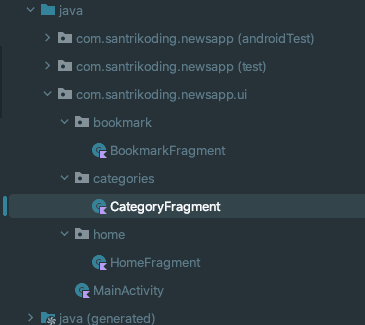 java
com.santrikoding.newsapp (androidTest)
com.santrikoding.newsapp (test)
com.santrikoding.newsapp.ui
bookmark
BookmarkFragment
categories
CategoryFragment
home
HomeFragment
MainActivity
java (generated)